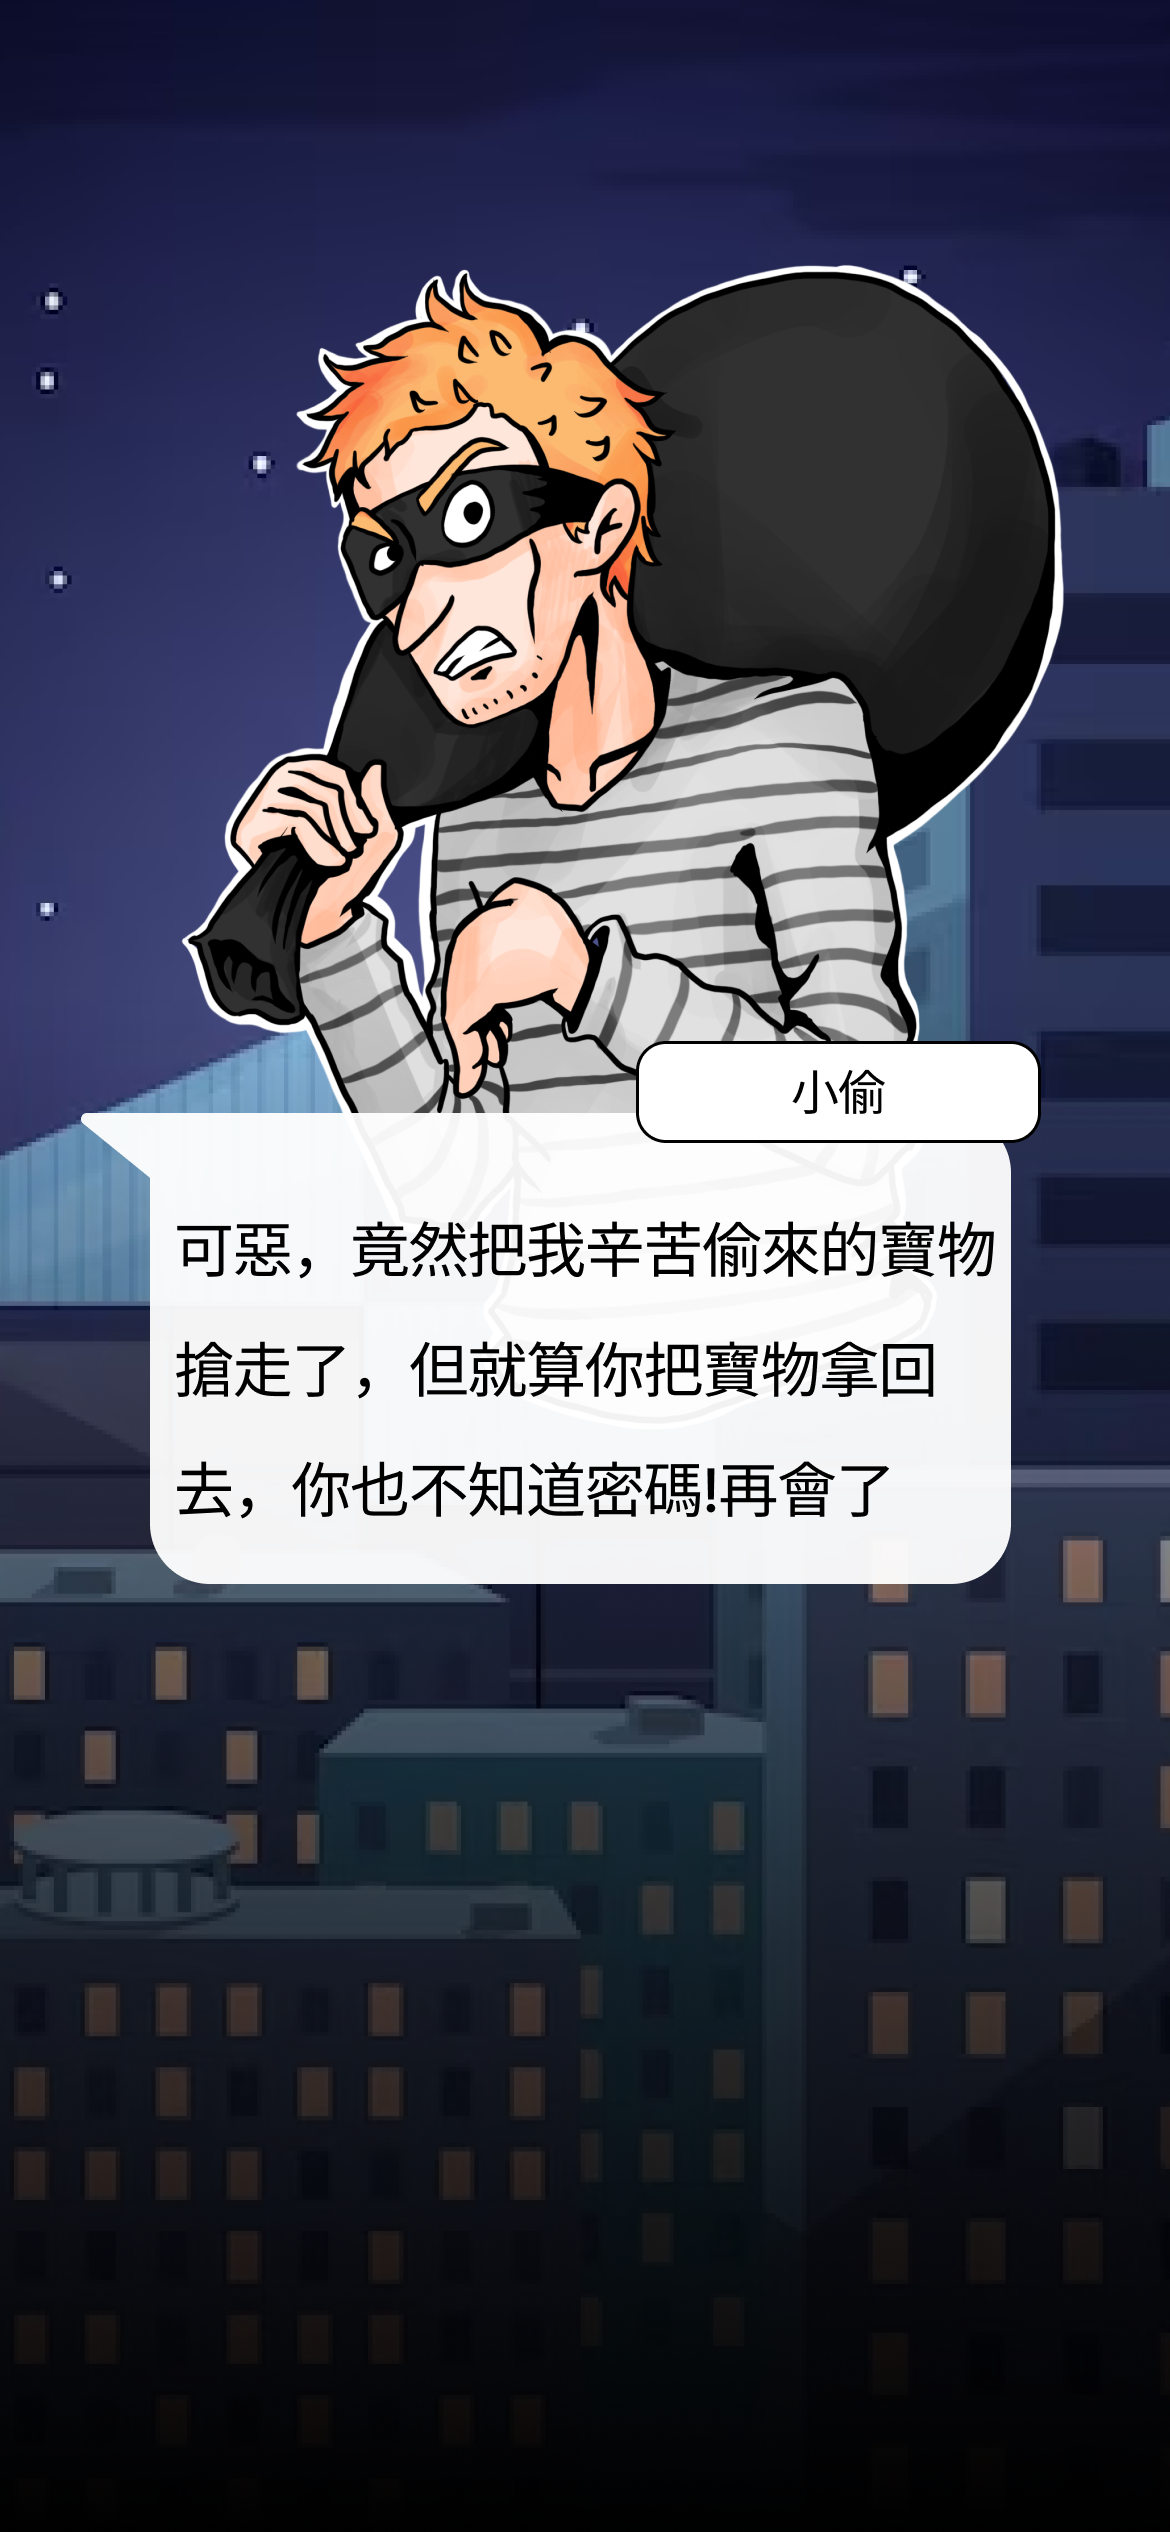 小偷
可惡，竟然把我辛苦偷來的寶物
搶走了，但就算你把寶物拿回
去，你也不知道密碼!再會了